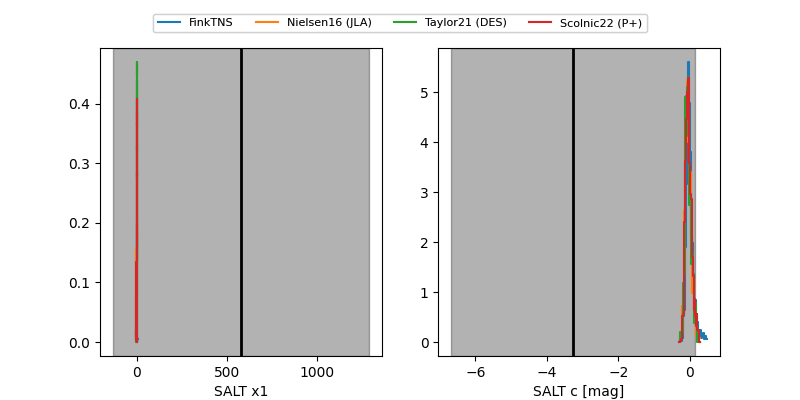 FinkTNS Nielsen16 (JLA) Taylor21 (DES) Scolnic22 (P+)
0.4
0.3
0.2
0.1
0.0
0 500 1000
SALT x1
5
4
3
2
1
0
−6 −4 −2 0
SALT c [mag]